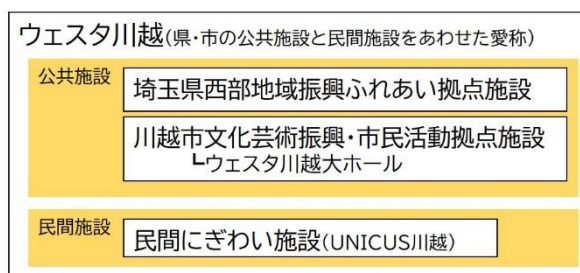 ウェスタ川越(県・市の公共施設と民間施設をあわせた愛称)
公共施設
埼玉県西部地域振興ふれあい拠点施設
川越市文化芸術振興・市民活動拠点施設
┗ウェスタ川越大ホール
民間施設
民間にぎわい施設(UNICUS川越)